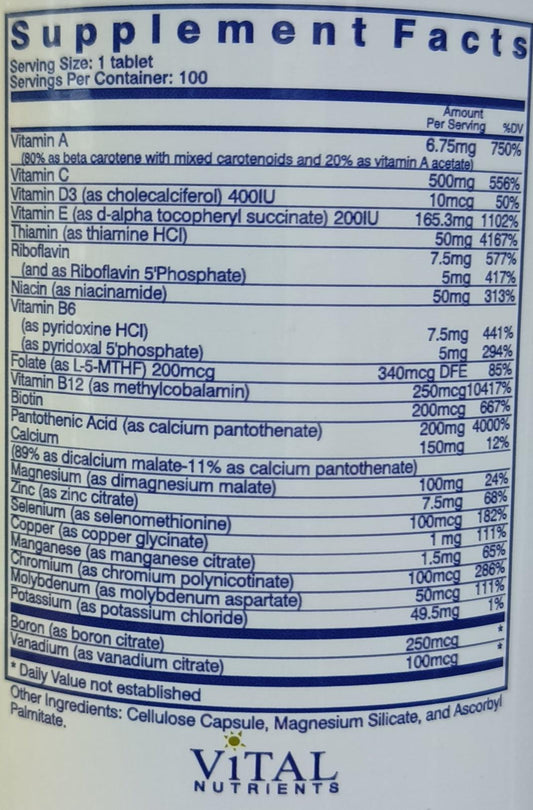 Supplement Facts
Serving Size: 1 tablet
Servings Per Container: 100
Amount
Per Serving %DV
Vitamin A 6.75mg 750%
(80% as beta carotene with mixed carotenoids and 20% as vitamin A acetate)
Vitamin C 500mg 556%
Vitamin D3 (as cholecalciferol) 400IU 10mcg 50%
Vitamin E (as d-alpha tocopheryl succinate) 200IU 165.3mg 1102%
Thiamin (as thiamine HCl) 50mg 4167%
Riboflavin 7.5mg 577%
(and as Riboflavin 5'Phosphate) 5mg 417%
Niacin (as niacinamide) 50mg 313%
Vitamin B6
(as pyridoxine HCl) 7.5mg 441%
(as pyridoxal 5'phosphate) 5mg 294%
Folate (as L-5-MTHF) 200mcg 340mcg DFE 85%
Vitamin B12 (as methylcobalamin) 250mcg 10417%
Biotin 200mcg 667%
Pantothenic Acid (as calcium pantothenate) 200mg 4000%
Calcium 150mg 12%
(89% as dicalcium malate-11% as calcium pantothenate)
Magnesium (as dimagnesium malate) 100mg 24%
Zinc (as zinc citrate) 7.5mg 68%
Selenium (as selenomethionine) 100mcg 182%
Copper (as copper glycinate) 1 mg 111%
Manganese (as manganese citrate) 1.5mg 65%
Chromium (as chromium polynicotinate) 100mcg 286%
Molybdenum (as molybdenum aspartate) 50mcg 111%
Potassium (as potassium chloride) 49.5mg 1%
Boron (as boron citrate) 250mcg *
Vanadium (as vanadium citrate) 100mcg *
* Daily Value not established
Other Ingredients: Cellulose Capsule, Magnesium Silicate, and Ascorbyl
Palmitate.
ViTAL
NUTRIENTS